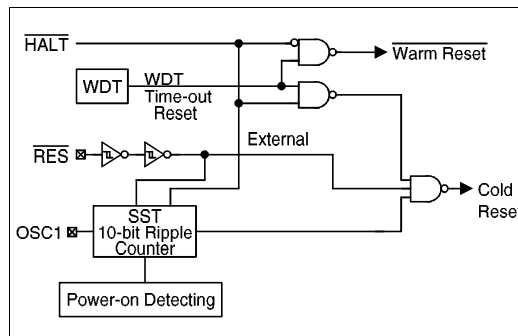 HALT
Warm Reset
WDT
WDT
Time-out
Reset
External
RES
Cold
Reset
SST
10-bit Ripple
Counter
OSC1
Power-on Detecting